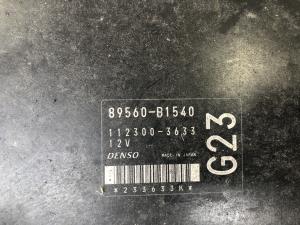 89560-B1540
112300-3633
12V
DENSO MADE IN JAPAN
*233633K*
G23